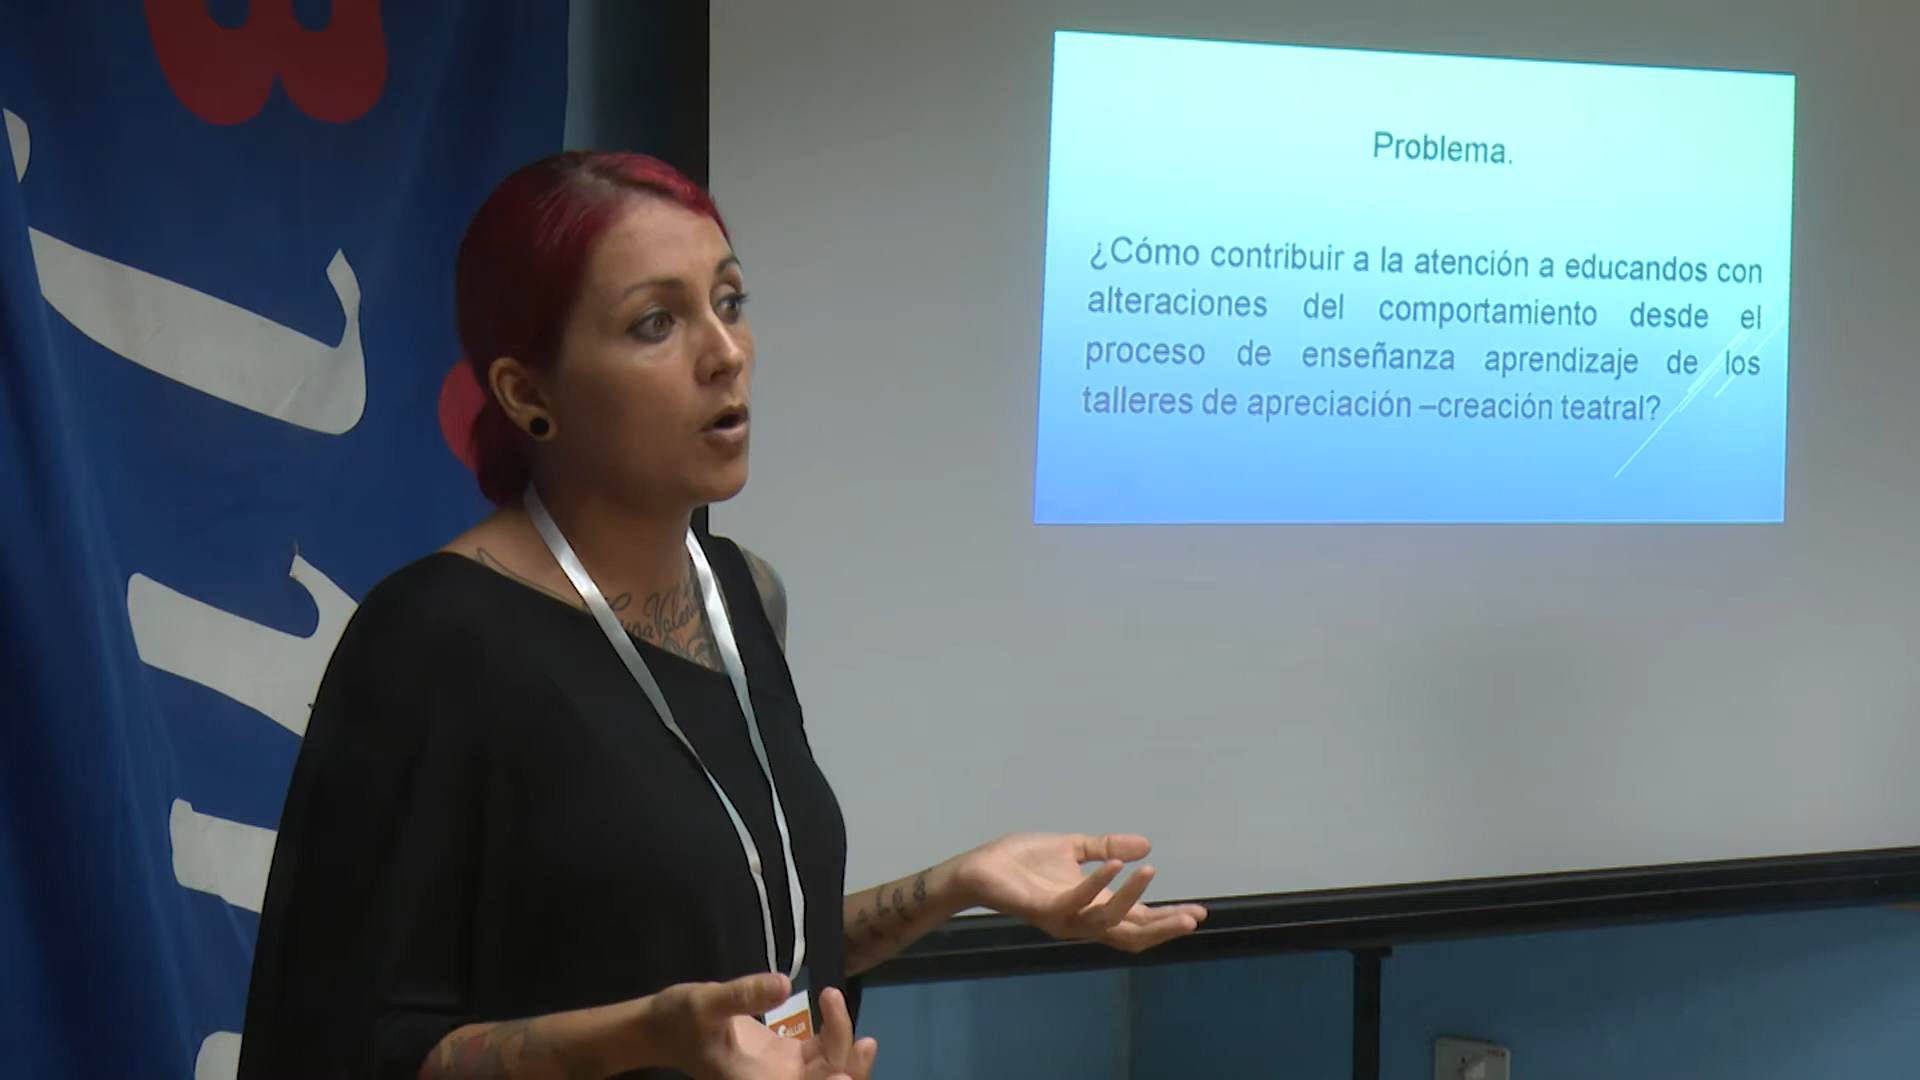 Problema.
¿Cómo contribuir a la atención a educandos con
alteraciones del comportamiento desde el
proceso de enseñanza aprendizaje de los
talleres de apreciación –creación teatral?